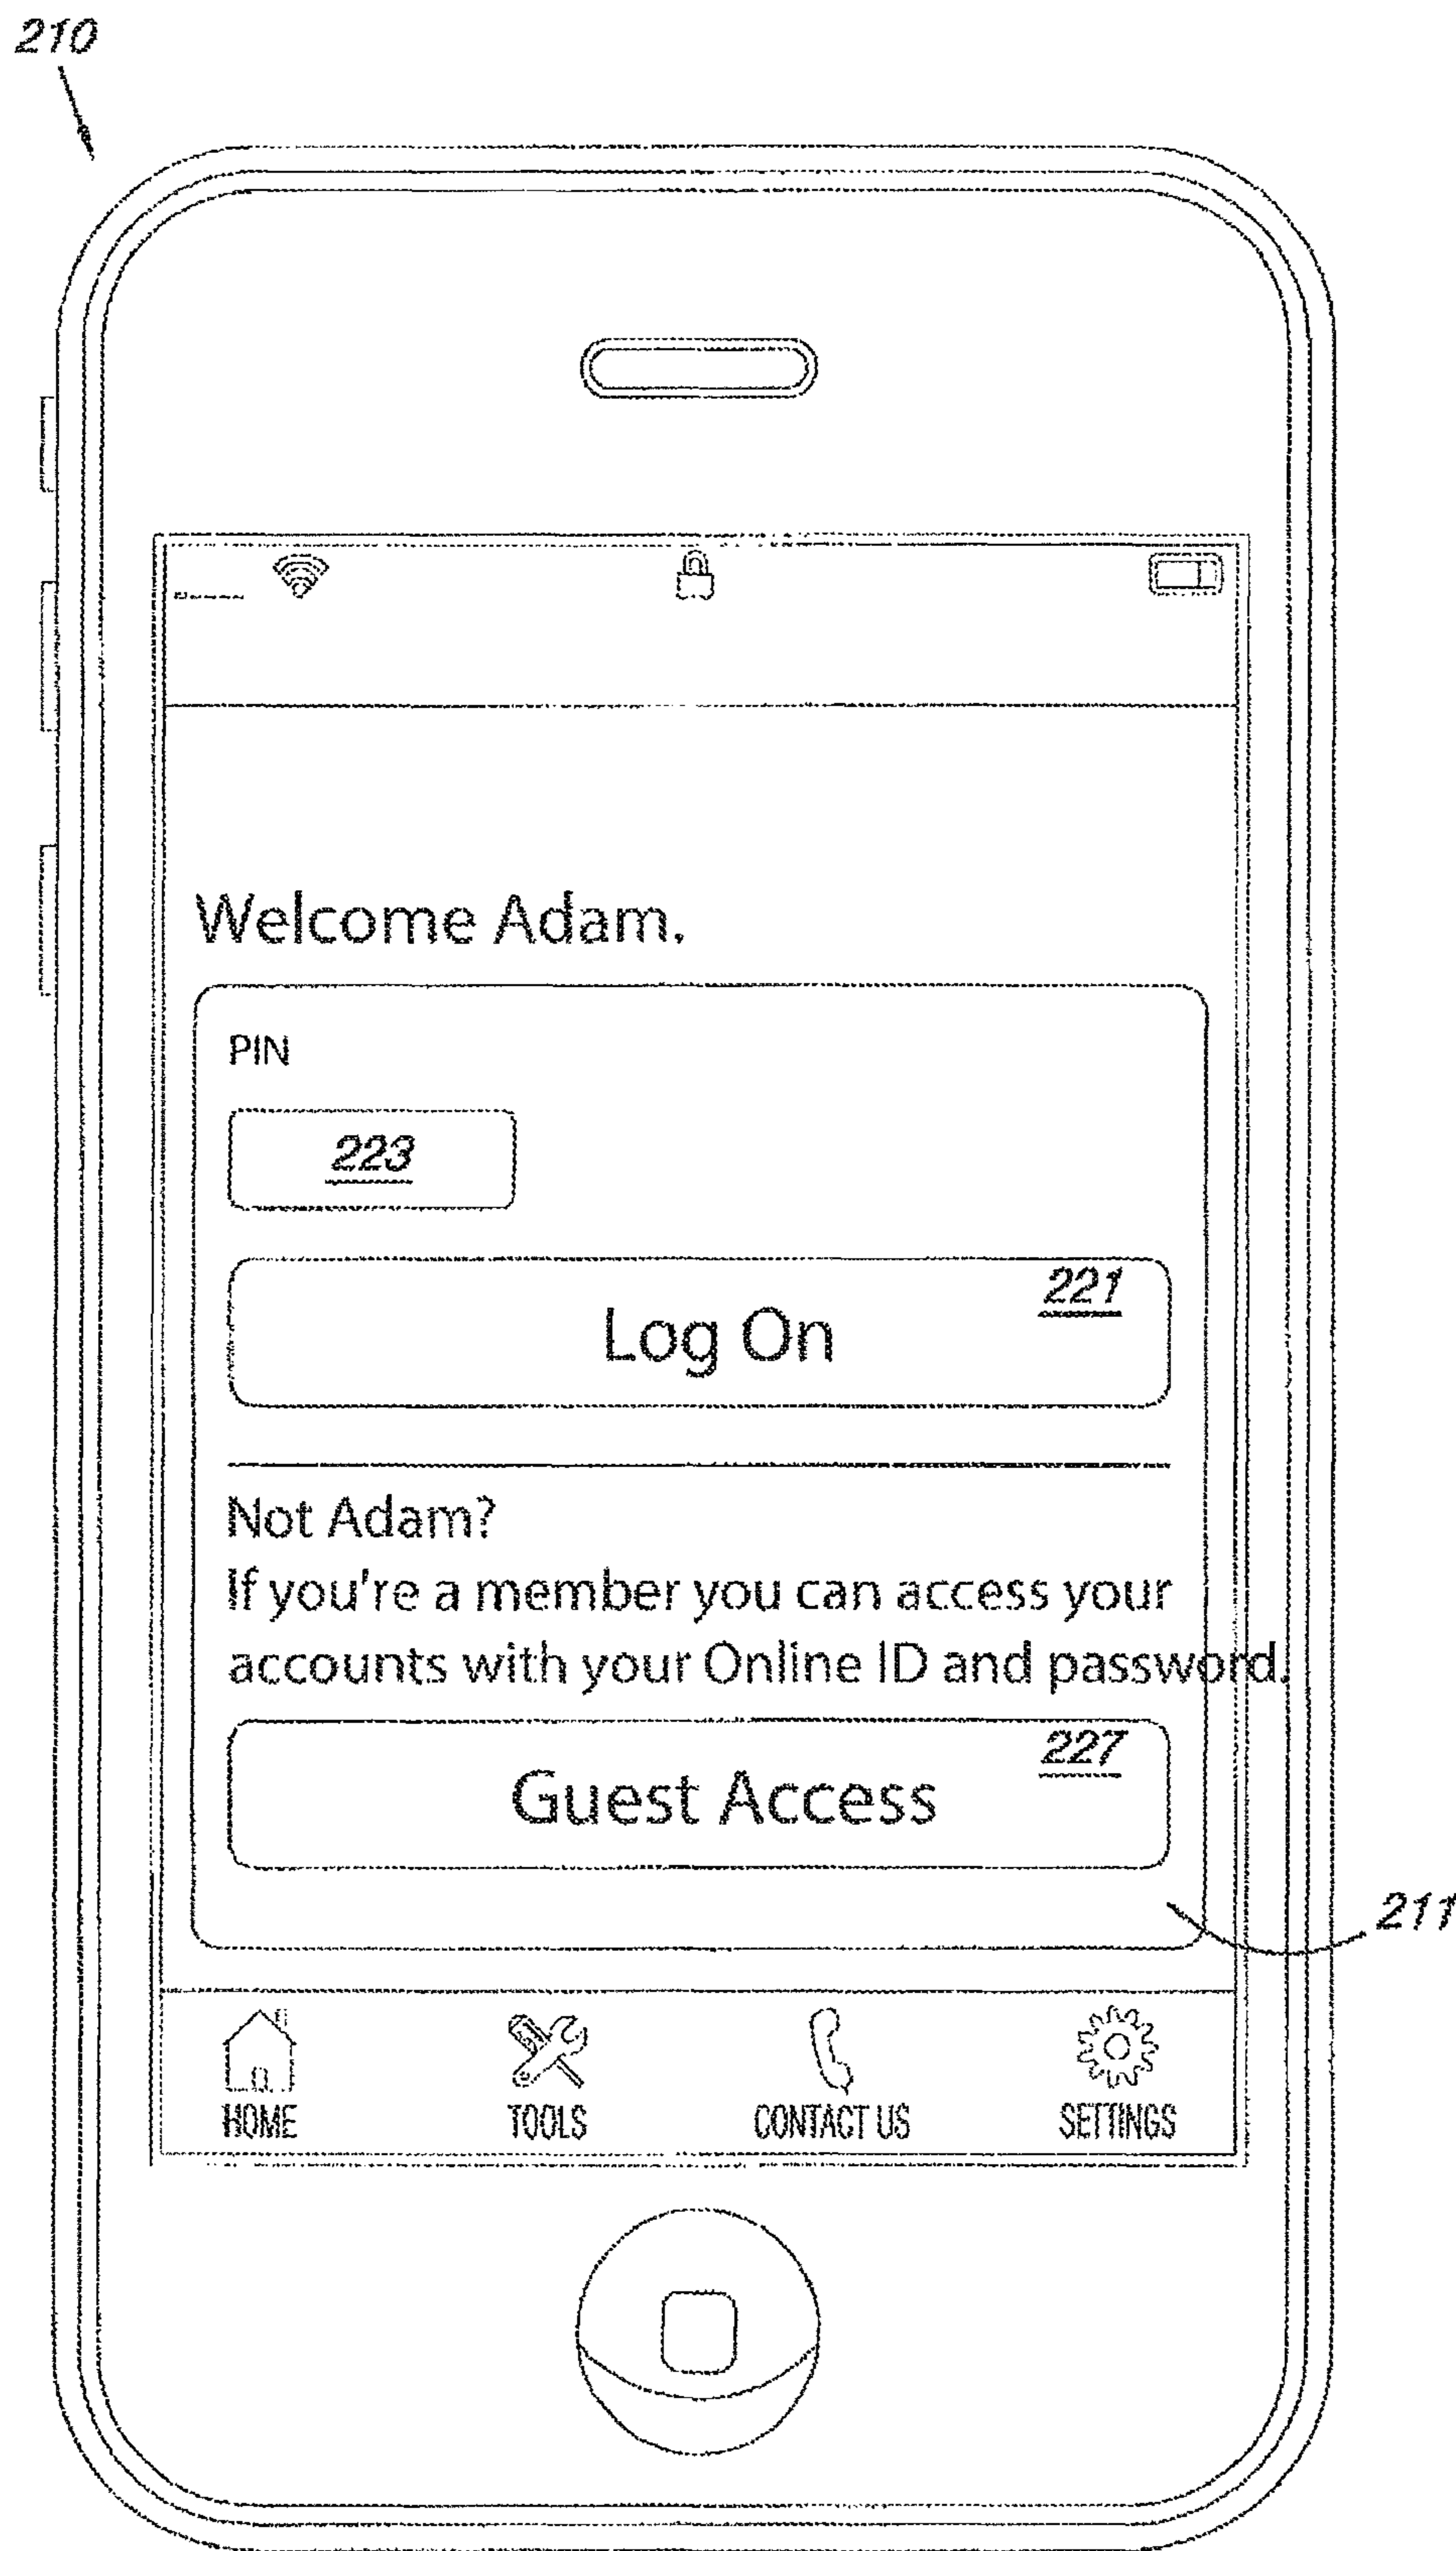 210
Welcome Adam.
PIN
223
221
Log On
Not Adam?
If you're a member you can access your
accounts with your Online ID and password.
227
Guest Access
211
HOME TOOLS CONTACT US SETTINGS